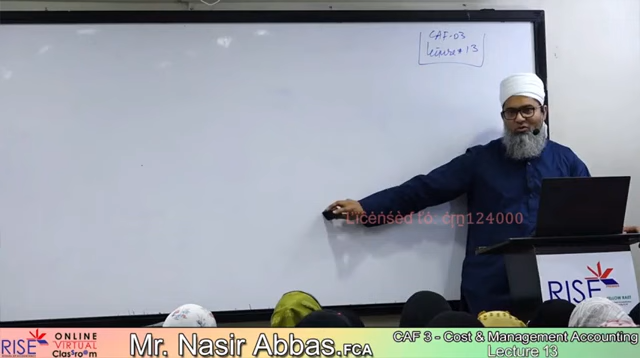 CAF-03
Lecture # 13
Licensed to: cm124000
RISE
RISE
ONLINE
VIRTUAL
Classroom
Mr. Nasir Abbas.FCA
CAF 3 - Cost & Management Accounting
Lecture 13